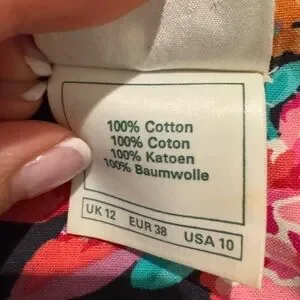 100% Cotton
100% Coton
100% Katoen
100% Baumwolle
UK 12 EUR 38 USA 10